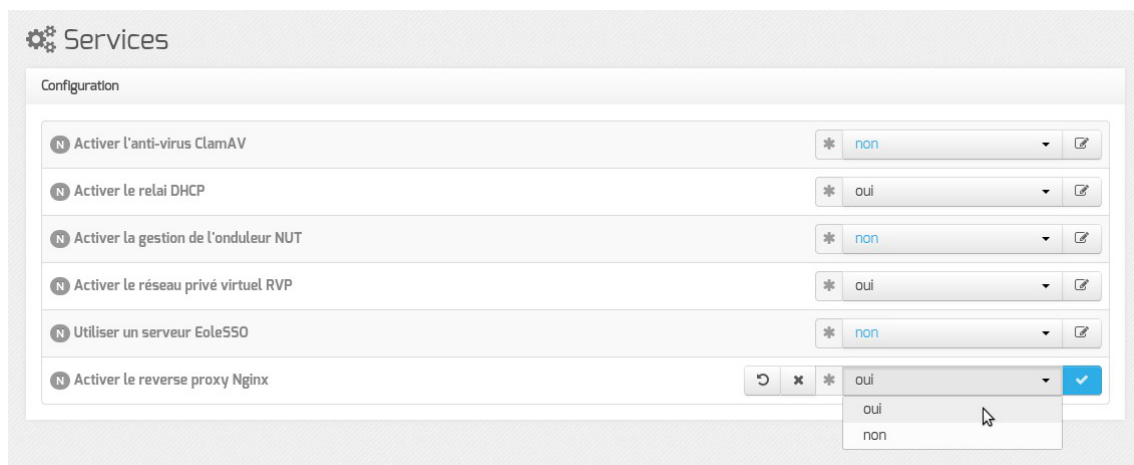 Services
Configuration
N Activer l'anti-virus ClamAV non
N Activer le relai DHCP oui
N Activer la gestion de l'onduleur NUT non
N Activer le réseau privé virtuel RVP oui
N Utiliser un serveur EoleSSO non
N Activer le reverse proxy Nginx oui
oui
non